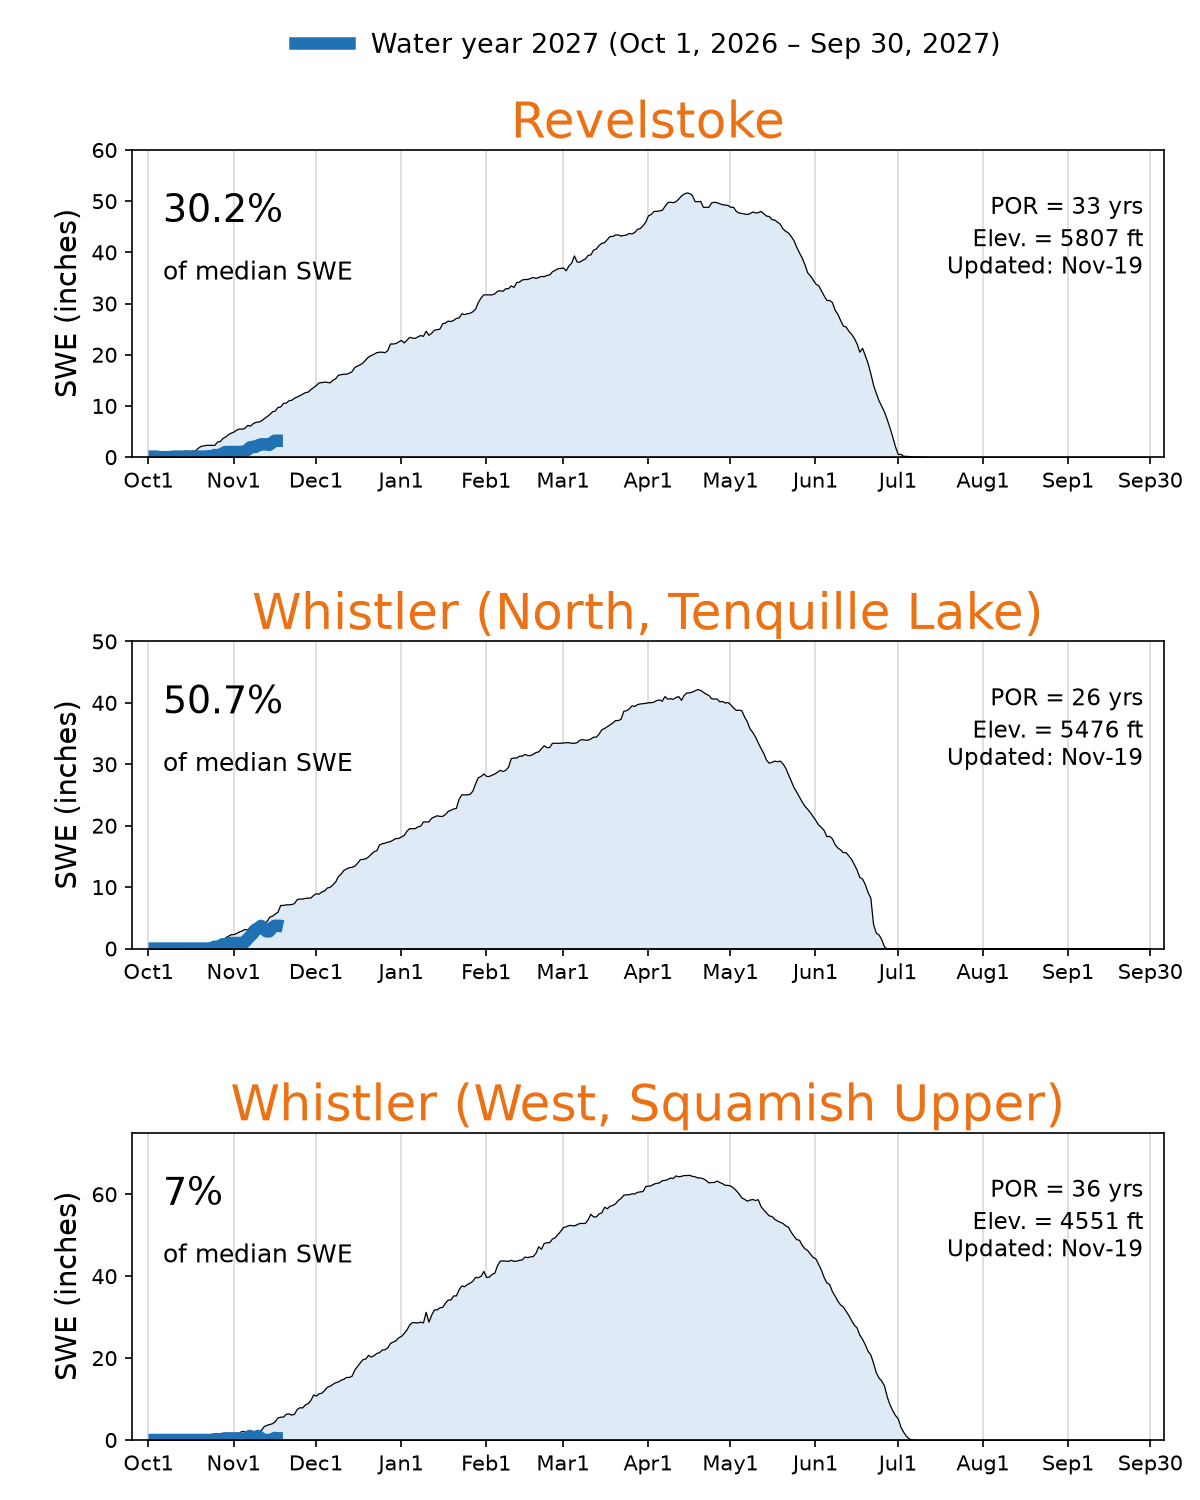 Water year 2027 (Oct 1, 2026 – Sep 30, 2027)
Revelstoke
60
50
40
30
20
10
0
SWE (inches)
30.2%
of median SWE
POR = 33 yrs
Elev. = 5807 ft
Updated: Nov-19
Oct1 Nov1 Dec1 Jan1 Feb1 Mar1 Apr1 May1 Jun1 Jul1 Aug1 Sep1 Sep30
Whistler (North, Tenquille Lake)
50
40
30
20
10
0
SWE (inches)
50.7%
of median SWE
POR = 26 yrs
Elev. = 5476 ft
Updated: Nov-19
Oct1 Nov1 Dec1 Jan1 Feb1 Mar1 Apr1 May1 Jun1 Jul1 Aug1 Sep1 Sep30
Whistler (West, Squamish Upper)
60
40
20
0
SWE (inches)
7%
of median SWE
POR = 36 yrs
Elev. = 4551 ft
Updated: Nov-19
Oct1 Nov1 Dec1 Jan1 Feb1 Mar1 Apr1 May1 Jun1 Jul1 Aug1 Sep1 Sep30